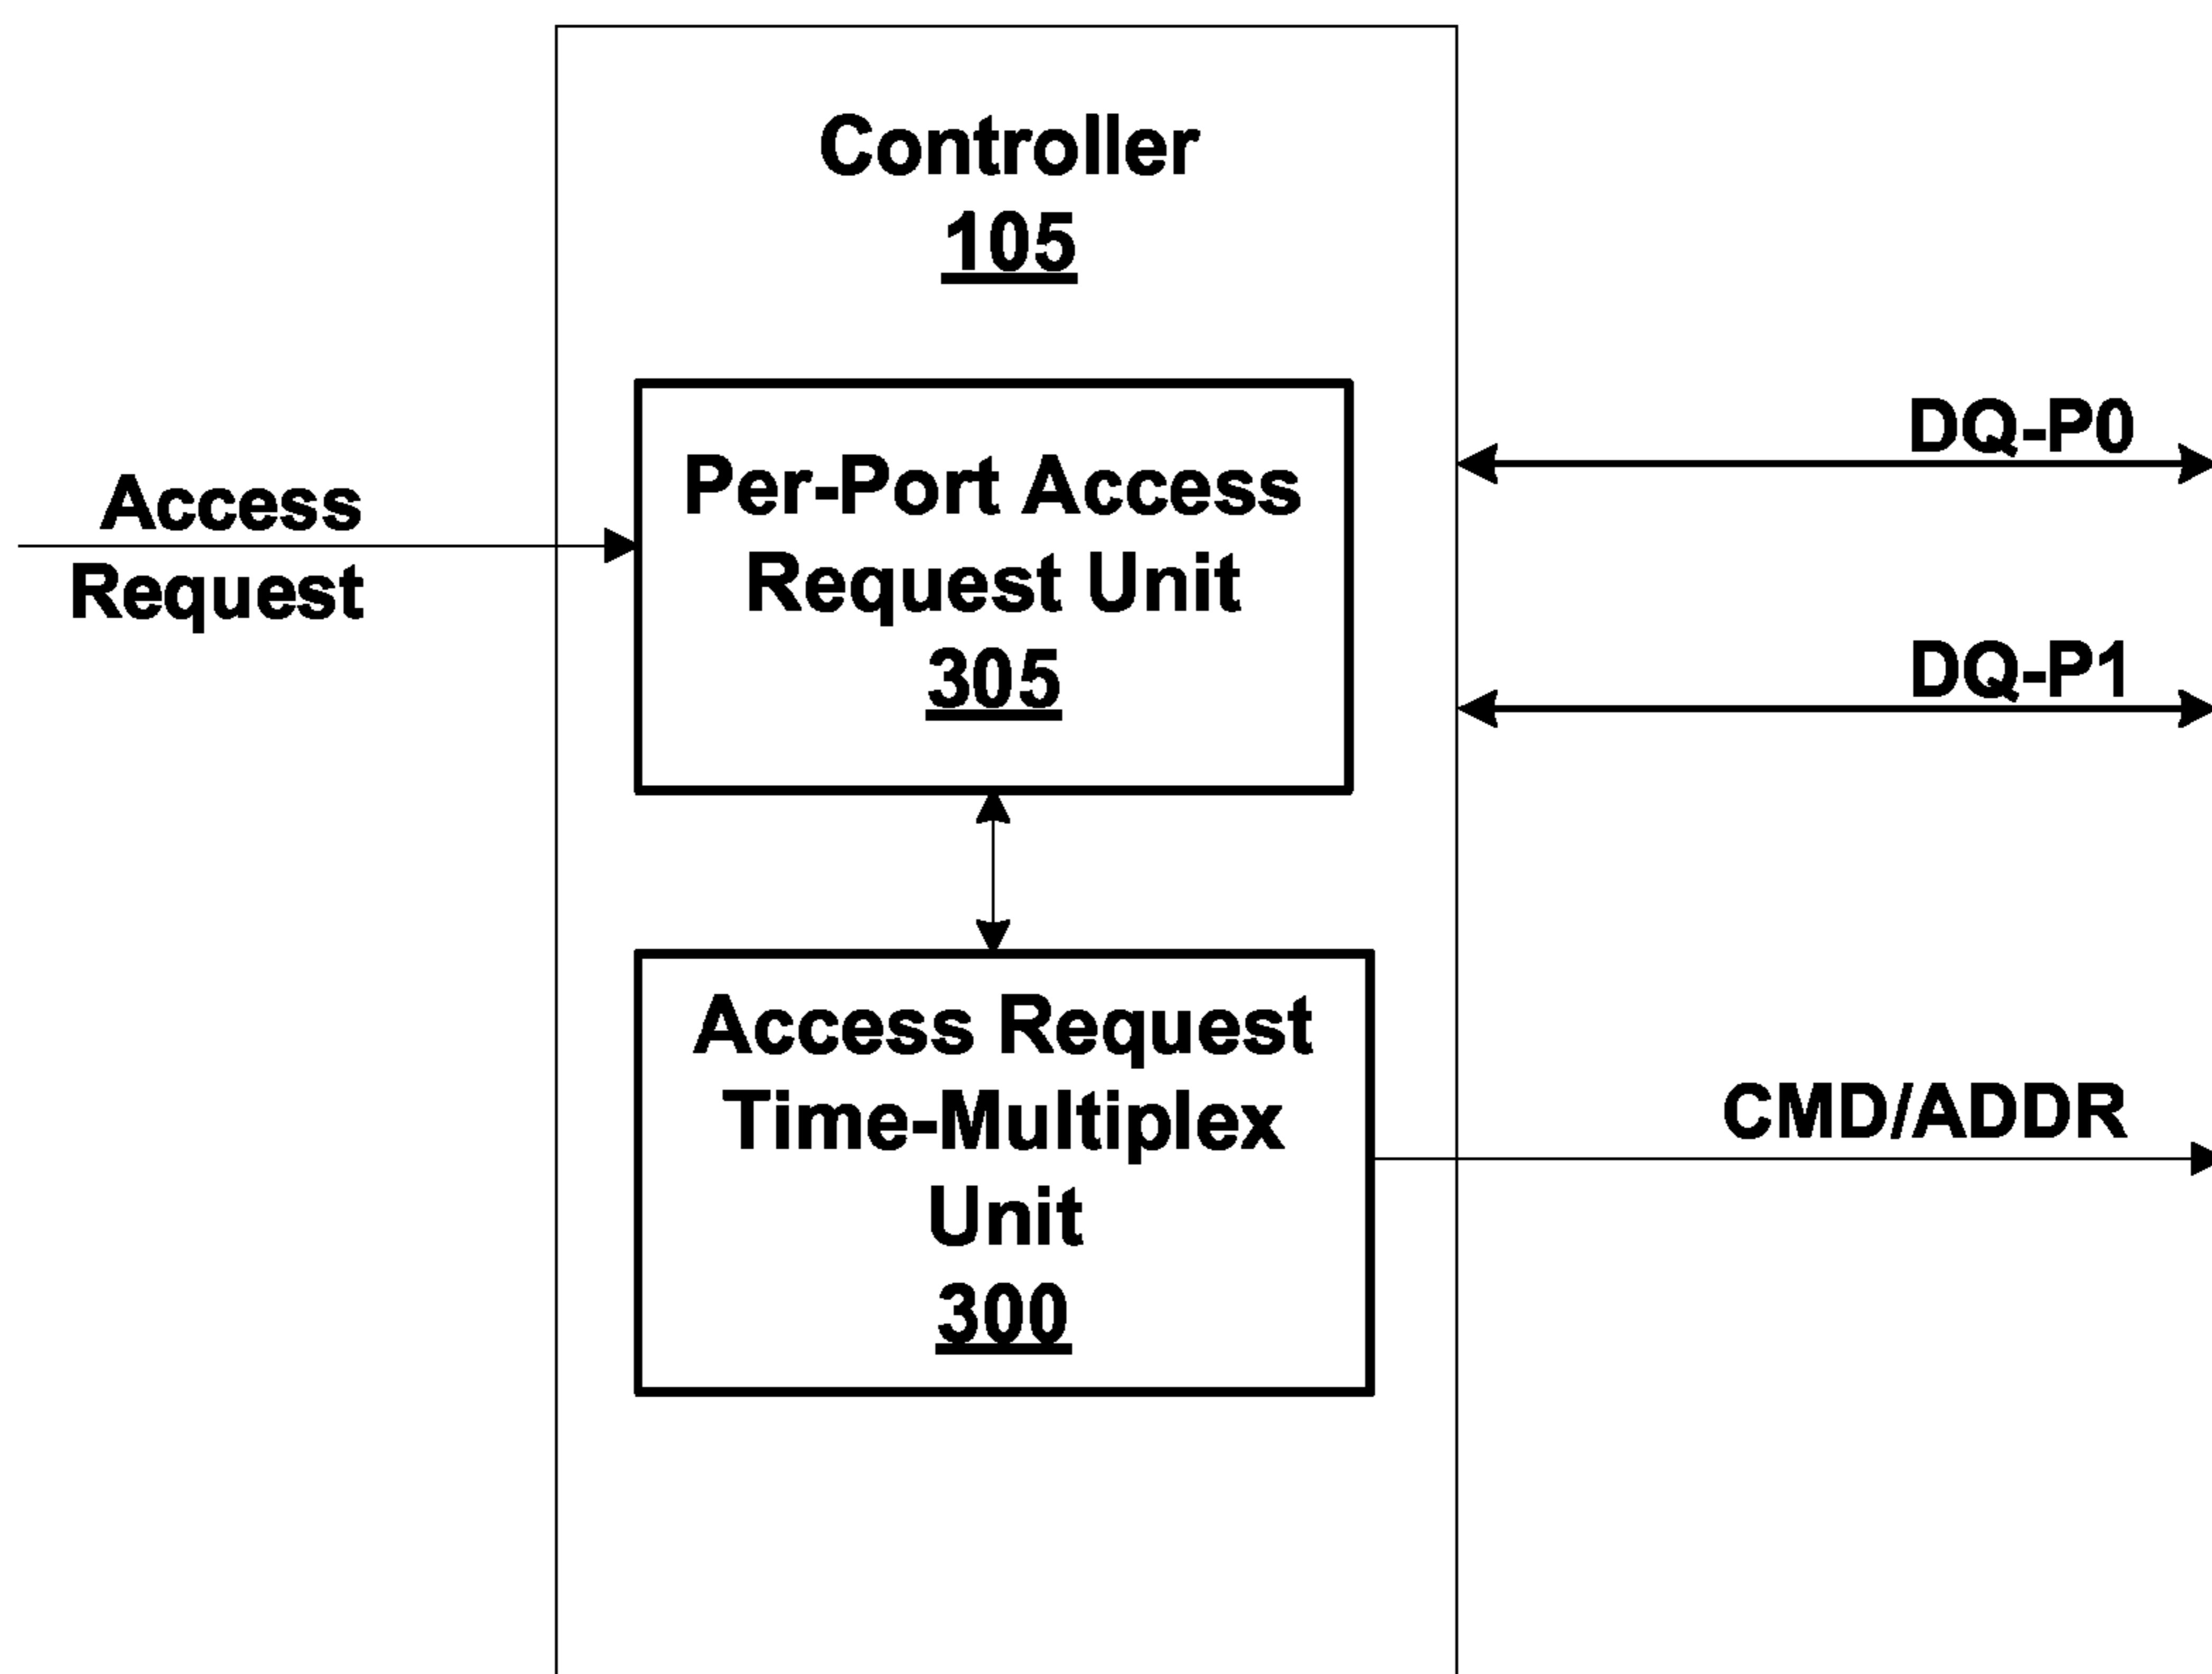 Controller
105
Access
Request
Per-Port Access
Request Unit
305
DQ-P0
DQ-P1
Access Request
Time-Multiplex
Unit
300
CMD/ADDR